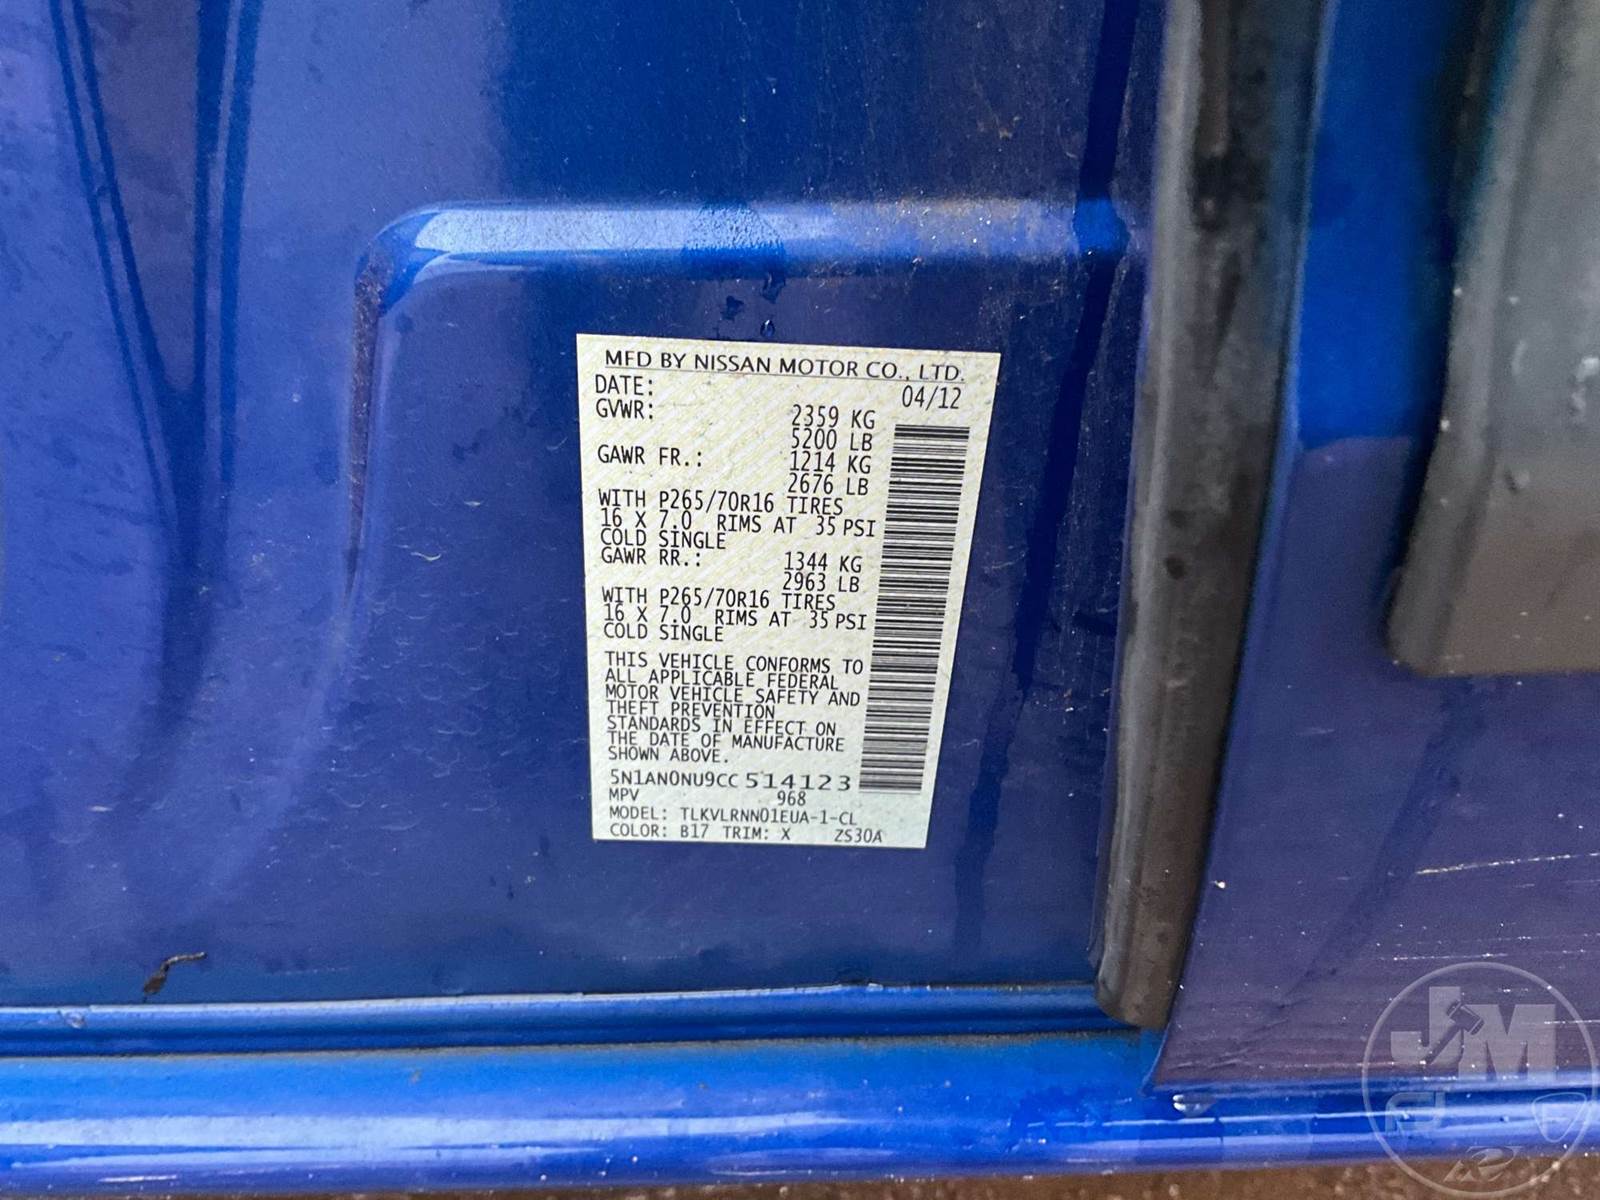 MFD BY NISSAN MOTOR CO., LTD.
DATE: 04/12
GVWR: 2359 KG
5200 LB
GAWR FR.: 1214 KG
2676 LB
WITH P265/70R16 TIRES
16 X 7.0 RIMS AT 35 PSI
COLD SINGLE
GAWR RR.: 1344 KG
2963 LB
WITH P265/70R16 TIRES
16 X 7.0 RIMS AT 35 PSI
COLD SINGLE
THIS VEHICLE CONFORMS TO
ALL APPLICABLE FEDERAL
MOTOR VEHICLE SAFETY AND
THEFT PREVENTION
STANDARDS IN EFFECT ON
THE DATE OF MANUFACTURE
SHOWN ABOVE.
5N1AN0NU9CC514123
MPV 968
MODEL: TLKVLRNN01EUA-1-CL
COLOR: B17 TRIM: X ZS30A
JM